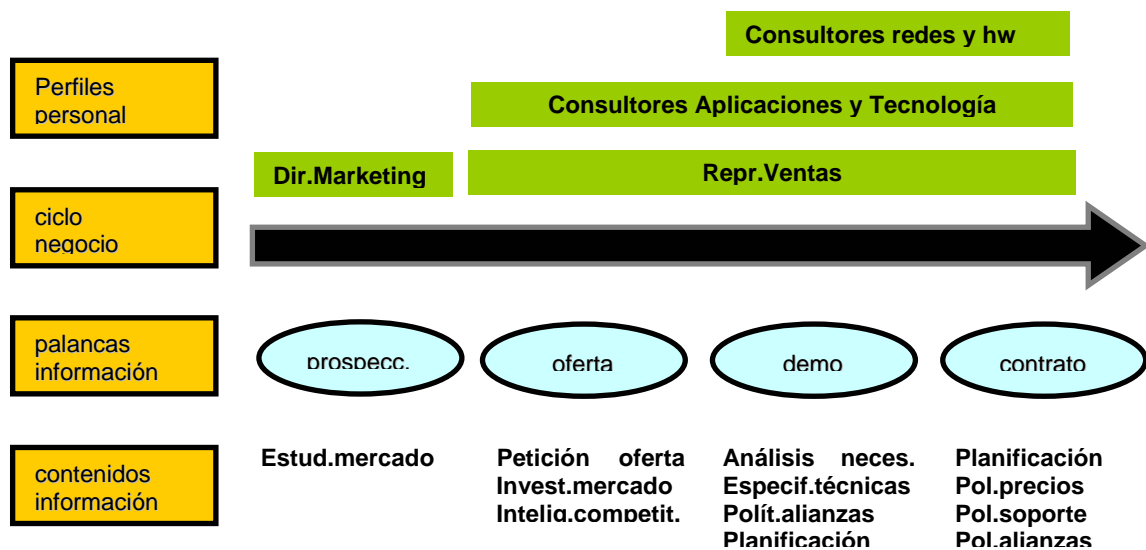 Consultores redes y hw
Perfiles
personal
Consultores Aplicaciones y Tecnología
Dir.Marketing
Repr.Ventas
ciclo
negocio
palancas
información
prospecc.
oferta
demo
contrato
contenidos
información
Estud.mercado
Petición oferta
Invest.mercado
Intelig.competit.
Análisis neces.
Especif.técnicas
Polít.alianzas
Planificación
Planificación
Pol.precios
Pol.soporte
Pol.alianzas